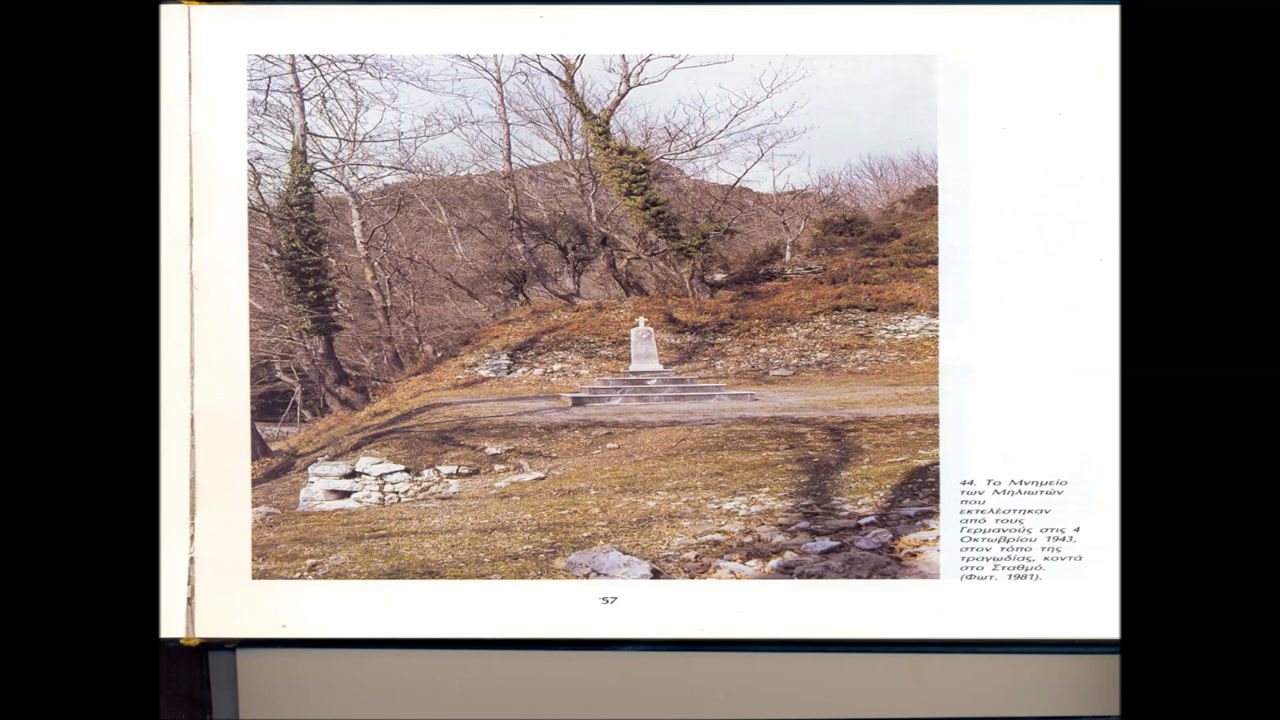 44. Το Μνημείο
των Μηλιωτών
που
εκτελέστηκαν
από τους
Γερμανούς στις 4
Οκτωβρίου 1943,
στον τόπο της
τραγωδίας, κοντά
στο Σταθμό.
(Φωτ. 1981).
57